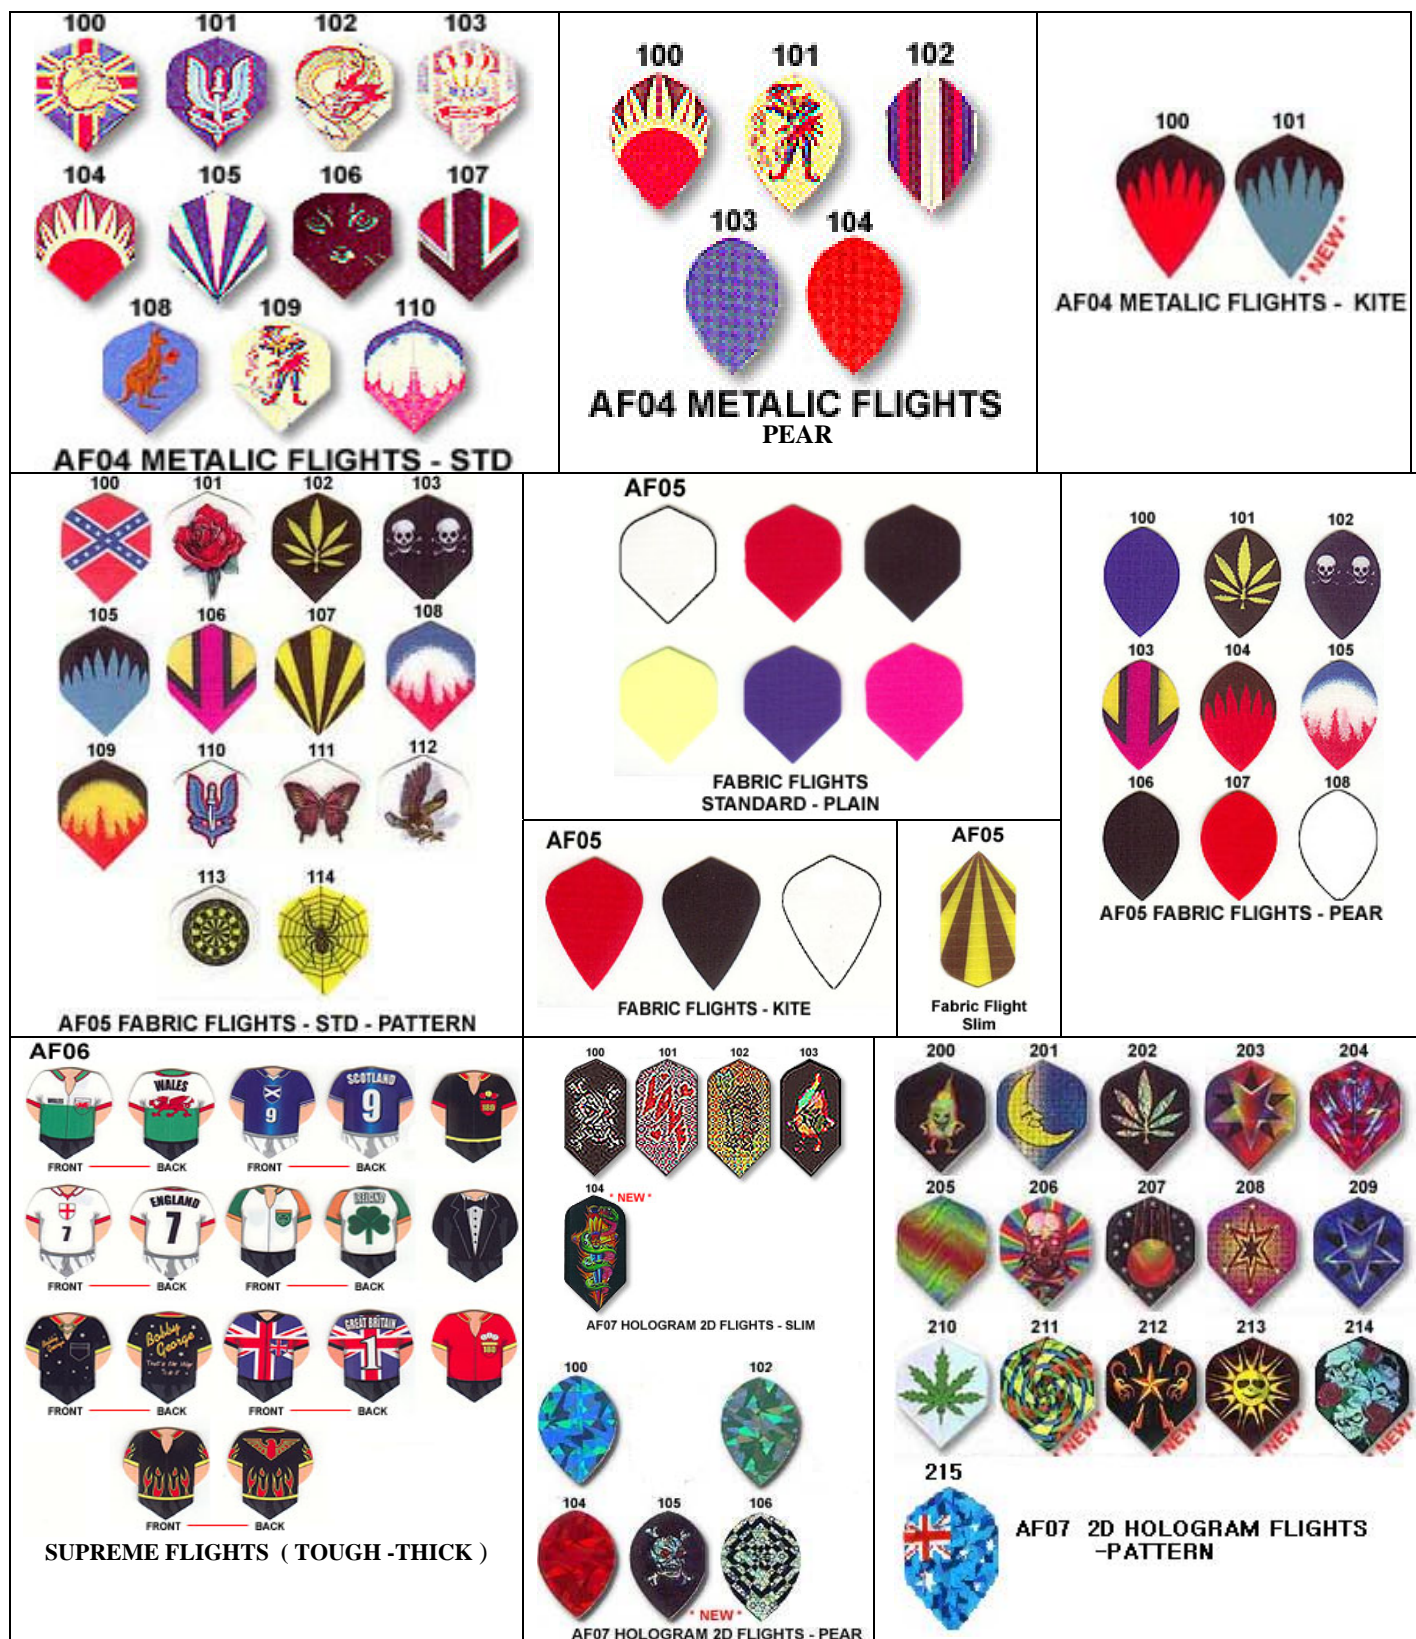 100 101 102 103
104 105 106 107
108 109 110
AF04 METALIC FLIGHTS - STD
100 101 102
103 104
AF04 METALIC FLIGHTS
PEAR
100 101
* NEW *
AF04 METALIC FLIGHTS - KITE
100 101 102 103
105 106 107 108
109 110 111 112
113 114
AF05 FABRIC FLIGHTS - STD - PATTERN
AF05
FABRIC FLIGHTS
STANDARD - PLAIN
AF05
FABRIC FLIGHTS - KITE
AF05
Fabric Flight
Slim
100 101 102
103 104 105
106 107 108
AF05 FABRIC FLIGHTS - PEAR
AF06
WALES
SCOTLAND
9 9
180
FRONT BACK FRONT BACK
ENGLAND
7 7
IRELAND
FRONT BACK FRONT BACK
Bobby
George
Bobby
George
That's the Way
GREAT BRITAIN
1
180
FRONT BACK FRONT BACK
FRONT BACK
SUPREME FLIGHTS ( TOUGH -THICK )
100 101 102 103
104 * NEW *
AF07 HOLOGRAM 2D FLIGHTS - SLIM
100 102
104 105 106
* NEW *
AF07 HOLOGRAM 2D FLIGHTS - PEAR
200 201 202 203 204
205 206 207 208 209
210 211 212 213 214
* NEW * * NEW * * NEW * * NEW *
215
AF07 2D HOLOGRAM FLIGHTS
-PATTERN